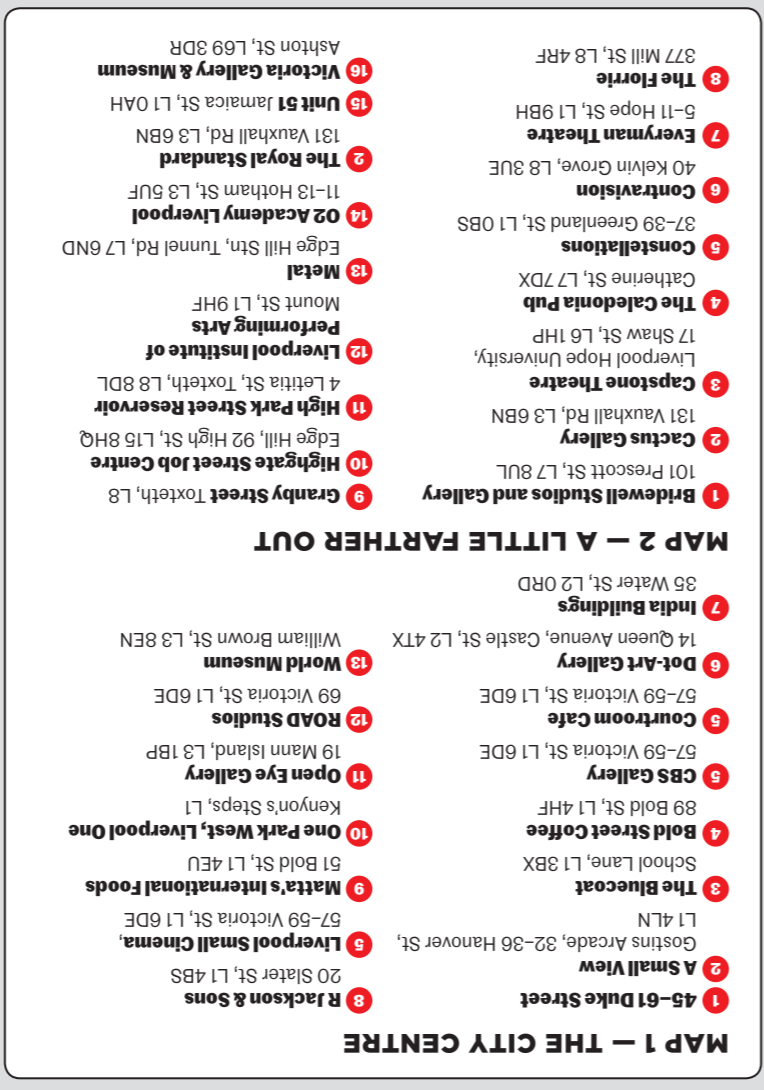 MAP 1 — THE CITY CENTRE
1 45–61 Duke Street
2 A Small View
Gostins Arcade, 32–36 Hanover St,
L1 4LN
3 The Bluecoat
School Lane, L1 3BX
4 Bold Street Coffee
89 Bold St, L1 4HF
5 CBS Gallery
57–59 Victoria St, L1 6DE
5 Courtroom Cafe
57–59 Victoria St, L1 6DE
6 Dot-Art Gallery
14 Queen Avenue, Castle St, L2 4TX
7 India Buildings
35 Water St, L2 0RD
8 R Jackson & Sons
20 Slater St, L1 4BS
5 Liverpool Small Cinema,
57–59 Victoria St, L1 6DE
9 Matta's International Foods
51 Bold St, L1 4EU
10 One Park West, Liverpool One
Kenyon's Steps, L1
11 Open Eye Gallery
19 Mann Island, L3 1BP
12 ROAD Studios
69 Victoria St, L1 6DE
13 World Museum
William Brown St, L3 8EN
MAP 2 — A LITTLE FARTHER OUT
1 Bridewell Studios and Gallery
101 Prescott St, L7 8UL
2 Cactus Gallery
131 Vauxhall Rd, L3 6BN
3 Capstone Theatre
Liverpool Hope University,
17 Shaw St, L6 1HP
4 The Caledonia Pub
Catherine St, L7 7DX
5 Constellations
37–39 Greenland St, L1 0BS
6 Contravision
40 Kelvin Grove, L8 3UE
7 Everyman Theatre
5–11 Hope St, L1 9BH
8 The Florrie
377 Mill St, L8 4RF
9 Granby Street Toxteth, L8
10 Highgate Street Job Centre
Edge Hill, 92 High St, L15 8HQ
11 High Park Street Reservoir
4 Letitia St, Toxteth, L8 8DL
12 Liverpool Institute of
Performing Arts
Mount St, L1 9HF
13 Metal
Edge Hill Stn, Tunnel Rd, L7 6ND
14 O2 Academy Liverpool
11–13 Hotham St, L3 5UF
2 The Royal Standard
131 Vauxhall Rd, L3 6BN
15 Unit 51 Jamaica St, L1 0AH
16 Victoria Gallery & Museum
Ashton St, L69 3DR